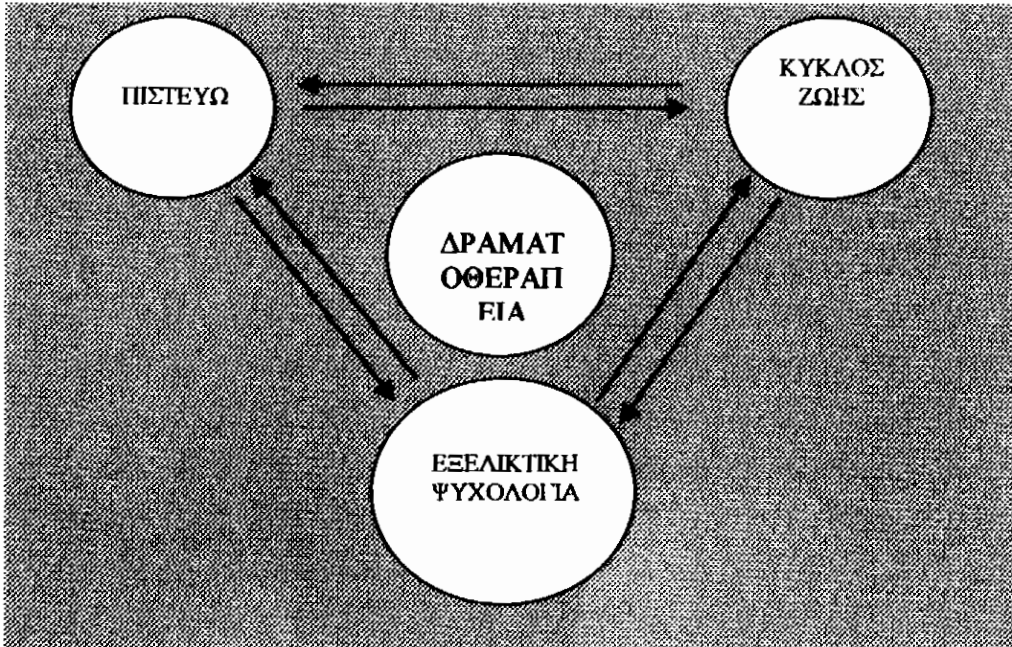 ΠΙΣΤΕΥΩ
ΚΥΚΛΟΣ
ΖΩΗΣ
ΔΡΑΜΑΤ
ΟΘΕΡΑΠ
ΕΙΑ
ΕΞΕΛΙΚΤΙΚΗ
ΨΥΧΟΛΟΓΙΑ